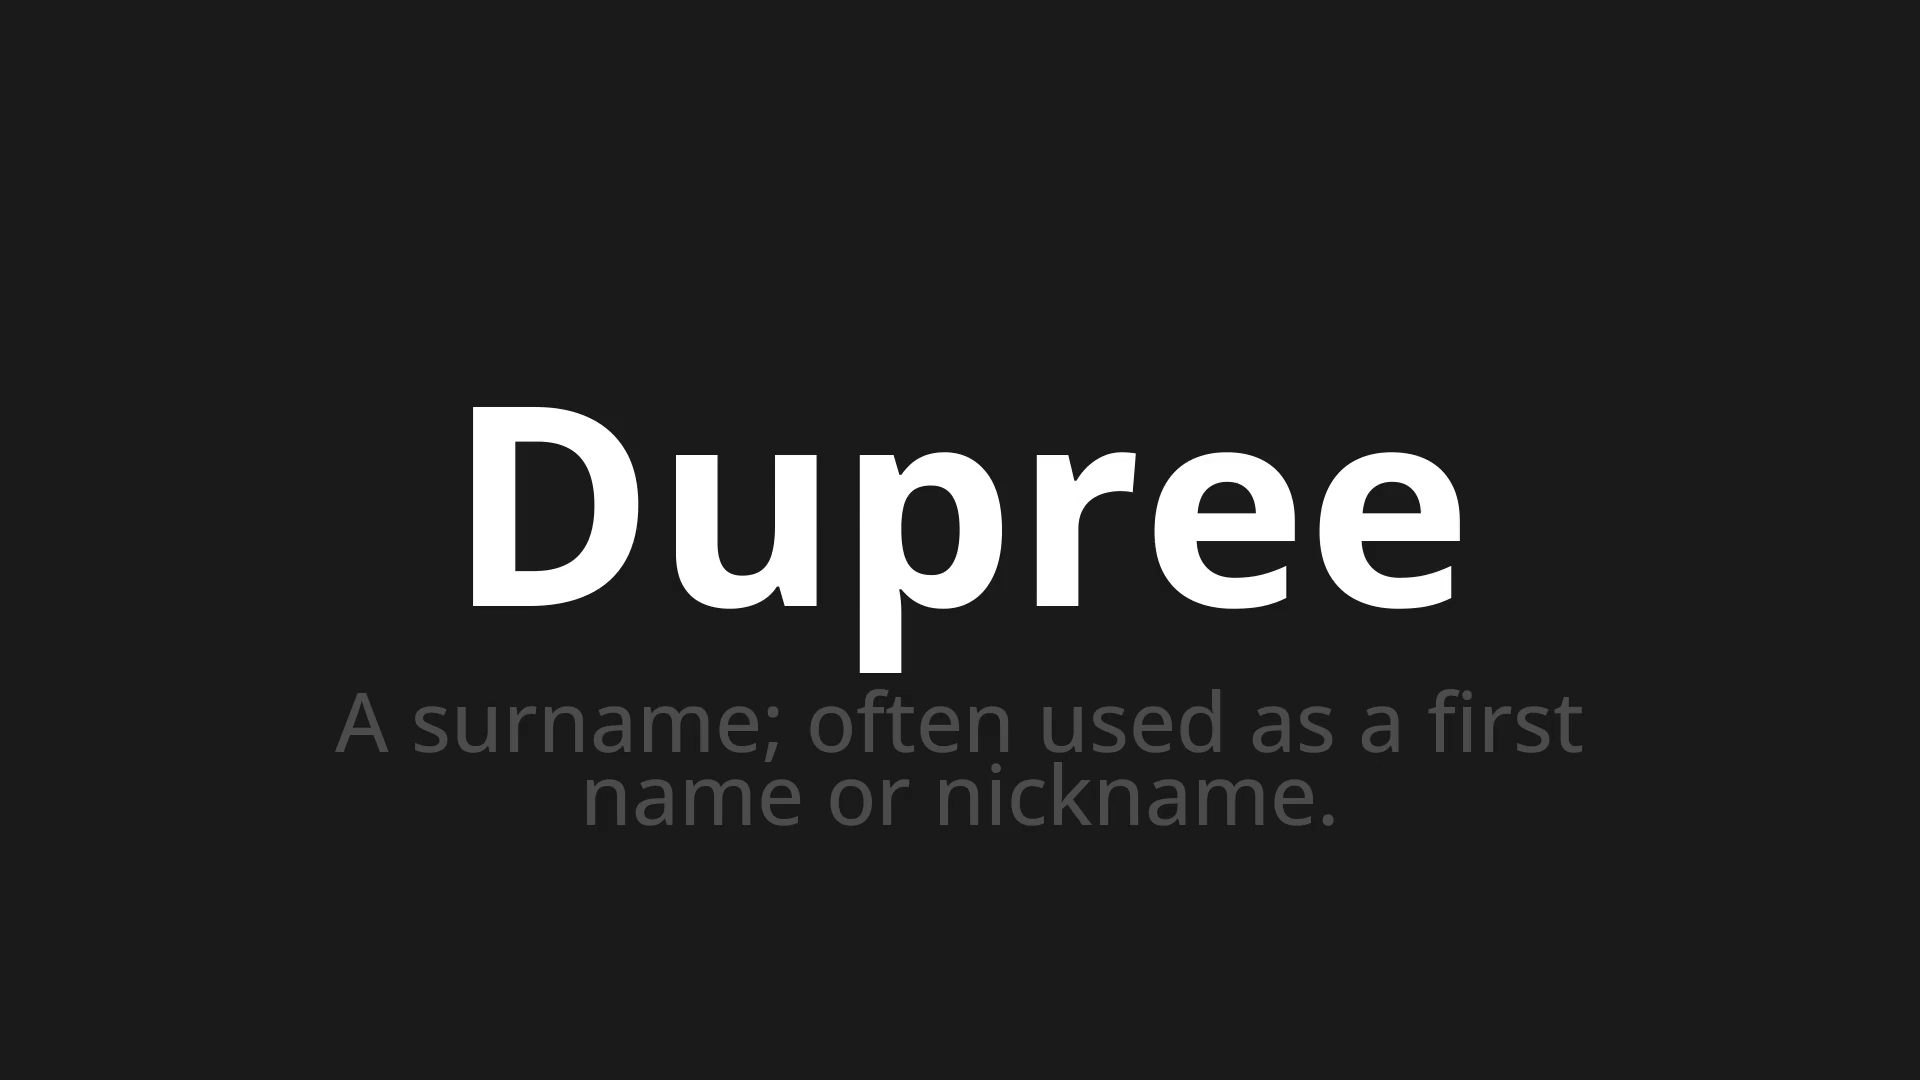 Dupree
A surname; often used as a first
name or nickname.